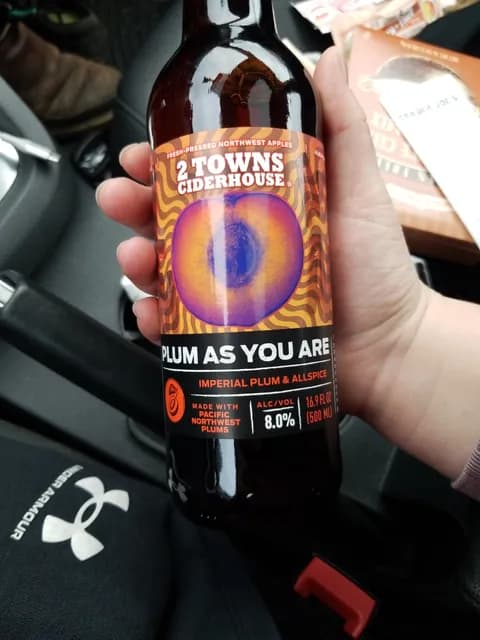 FRESH-PRESSED NORTHWEST APPLES
2 TOWNS
CIDERHOUSE
PLUM AS YOU ARE
IMPERIAL PLUM & ALLSPICE
MADE WITH
PACIFIC
NORTHWEST
PLUMS
ALC/VOL
8.0%
16.9 FL OZ
(500 ML)
UNDER ARMOUR